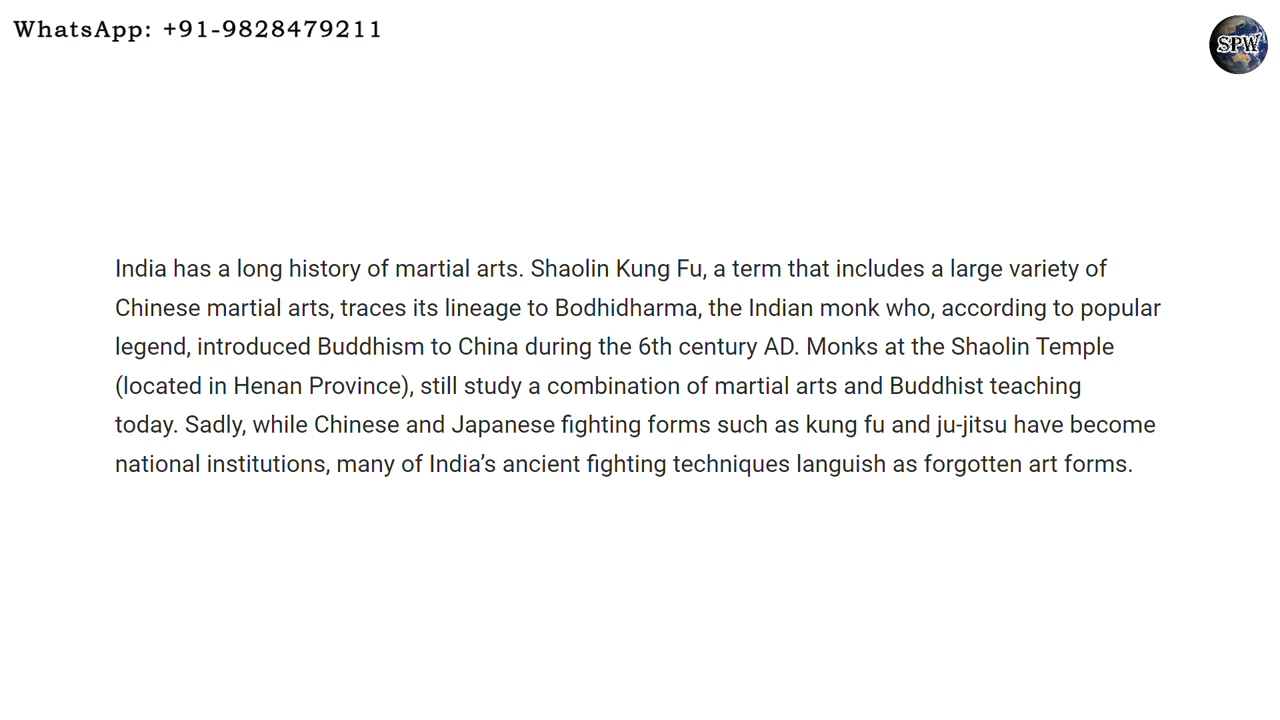 WhatsApp: +91-9828479211
SPW
India has a long history of martial arts. Shaolin Kung Fu, a term that includes a large variety of
Chinese martial arts, traces its lineage to Bodhidharma, the Indian monk who, according to popular
legend, introduced Buddhism to China during the 6th century AD. Monks at the Shaolin Temple
(located in Henan Province), still study a combination of martial arts and Buddhist teaching
today. Sadly, while Chinese and Japanese fighting forms such as kung fu and ju-jitsu have become
national institutions, many of India’s ancient fighting techniques languish as forgotten art forms.